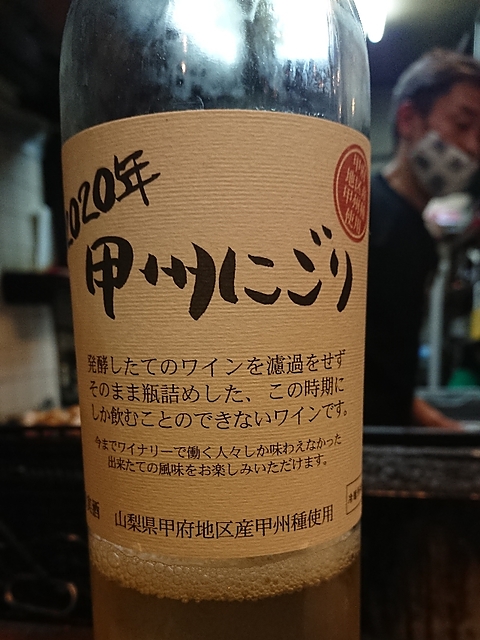 2020年
甲州にごり
発酵したてのワインを濾過をせず
そのまま瓶詰めした、この時期に
しか飲むことのできないワインです。
今までワイナリーで働く人々しか味わえなかった
出来たての風味をお楽しみいただけます。
山梨県甲府地区産甲州種使用